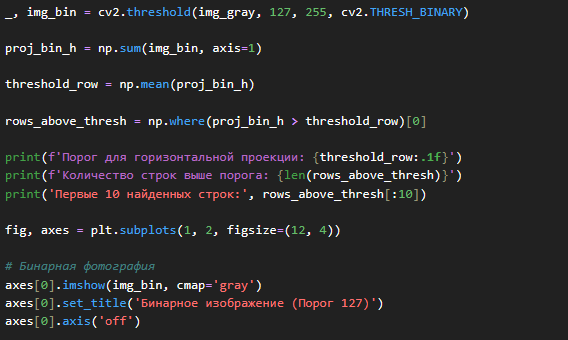 _, img_bin = cv2.threshold(img_gray, 127, 255, cv2.THRESH_BINARY)
proj_bin_h = np.sum(img_bin, axis=1)
threshold_row = np.mean(proj_bin_h)
rows_above_thresh = np.where(proj_bin_h > threshold_row)[0]
print(f'Порог для горизонтальной проекции: {threshold_row:.1f}')
print(f'Количество строк выше порога: {len(rows_above_thresh)}')
print('Первые 10 найденных строк:', rows_above_thresh[:10])
fig, axes = plt.subplots(1, 2, figsize=(12, 4))
# Бинарная фотография
axes[0].imshow(img_bin, cmap='gray')
axes[0].set_title('Бинарное изображение (Порог 127)')
axes[0].axis('off')